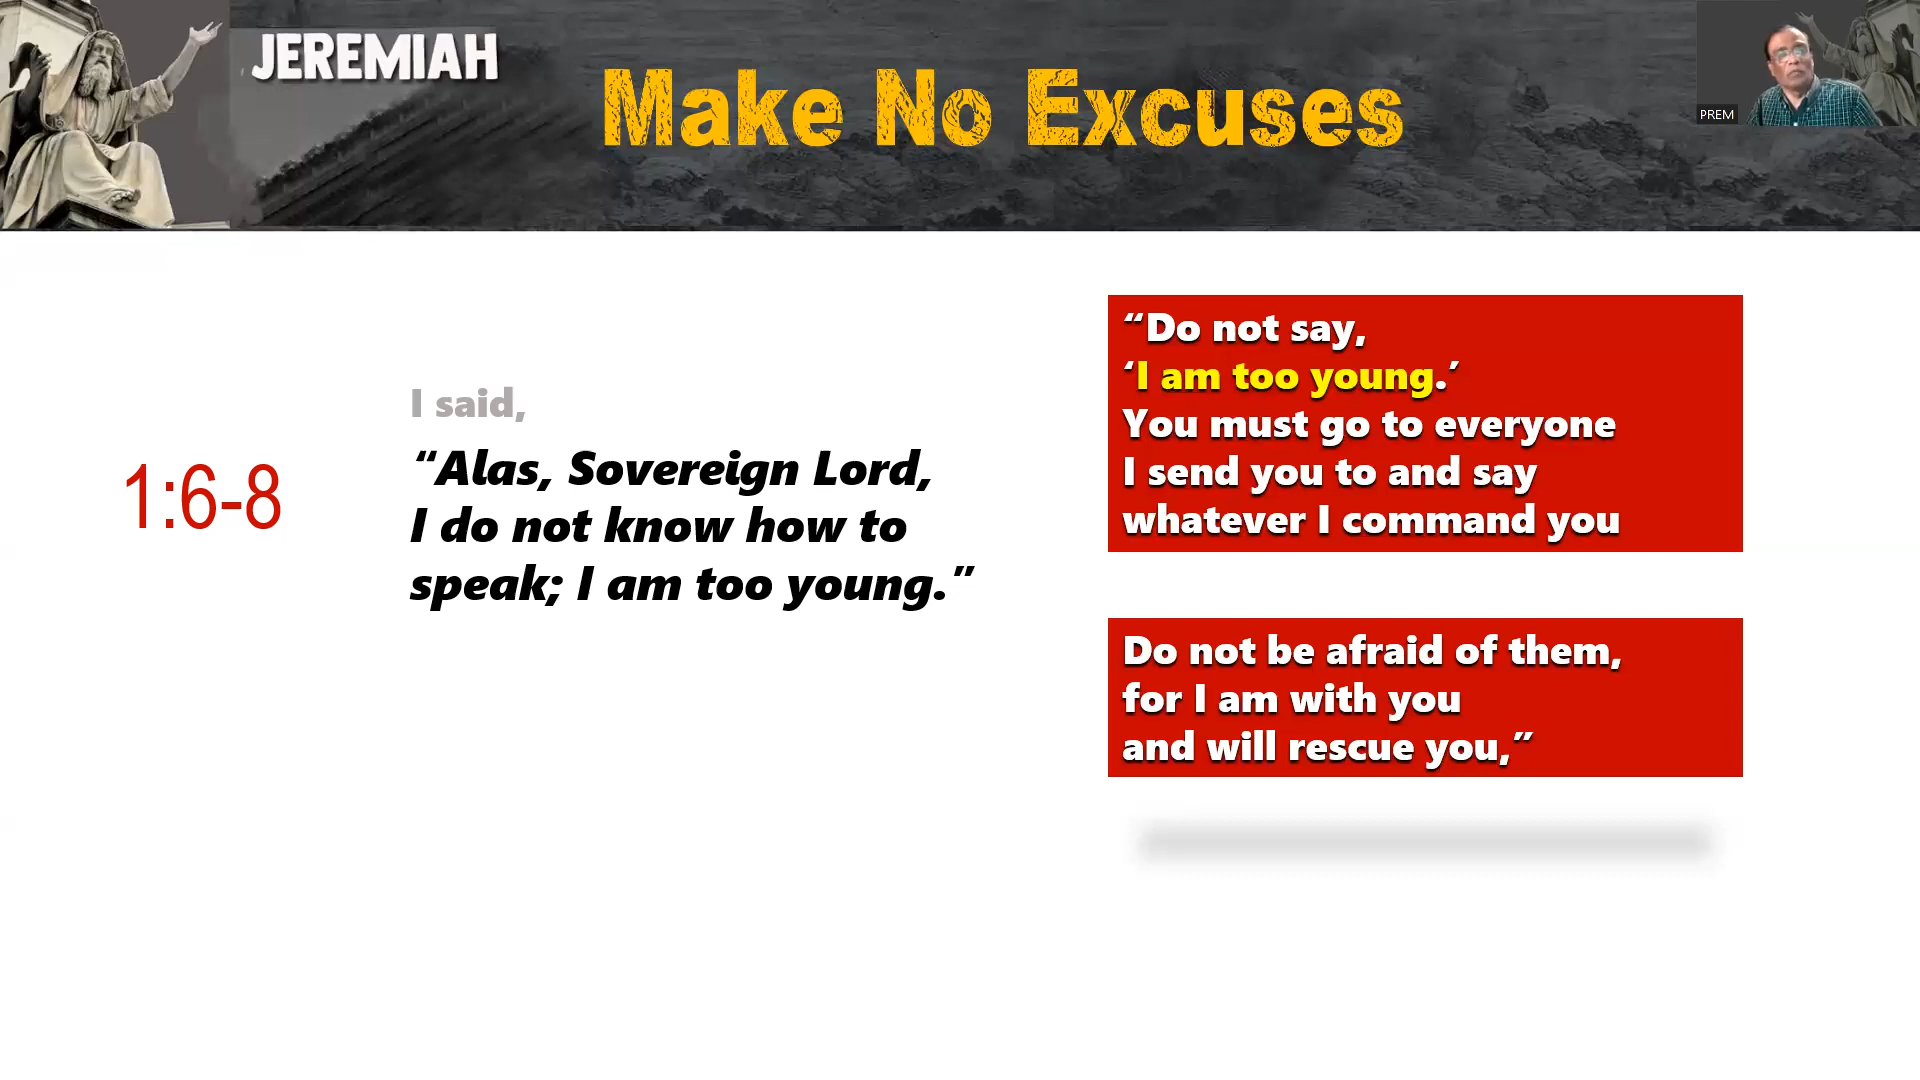 JEREMIAH
Make No Excuses
PREM
1:6-8
I said,
“Alas, Sovereign Lord,
I do not know how to
speak; I am too young.”
“Do not say,
‘I am too young.’
You must go to everyone
I send you to and say
whatever I command you
Do not be afraid of them,
for I am with you
and will rescue you,”